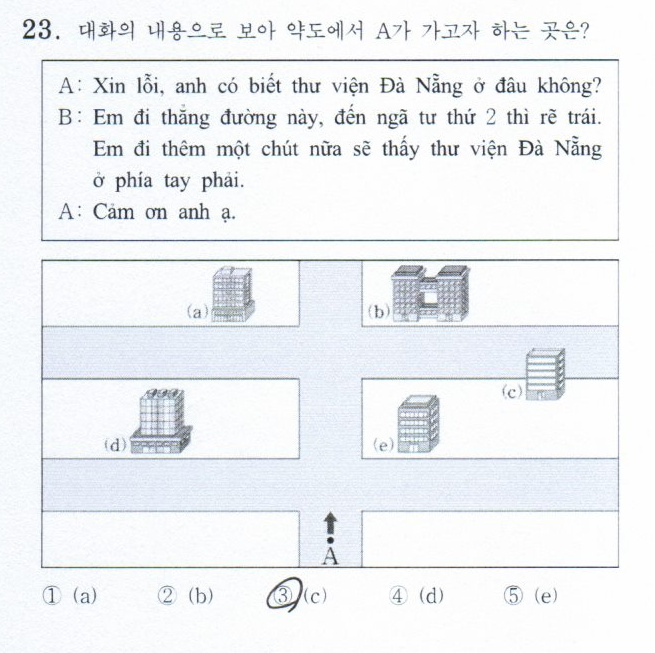 23. 대화의 내용으로 보아 약도에서 A가 가고자 하는 곳은?
A: Xin lỗi, anh có biết thư viện Đà Nẵng ở đâu không?
B: Em đi thẳng đường này, đến ngã tư thứ 2 thì rẽ trái.
Em đi thêm một chút nữa sẽ thấy thư viện Đà Nẵng
ở phía tay phải.
A: Cảm ơn anh ạ.
(a)
(b)
(c)
(d)
(e)
A
① (a) ② (b) ③ (c) ④ (d) ⑤ (e)